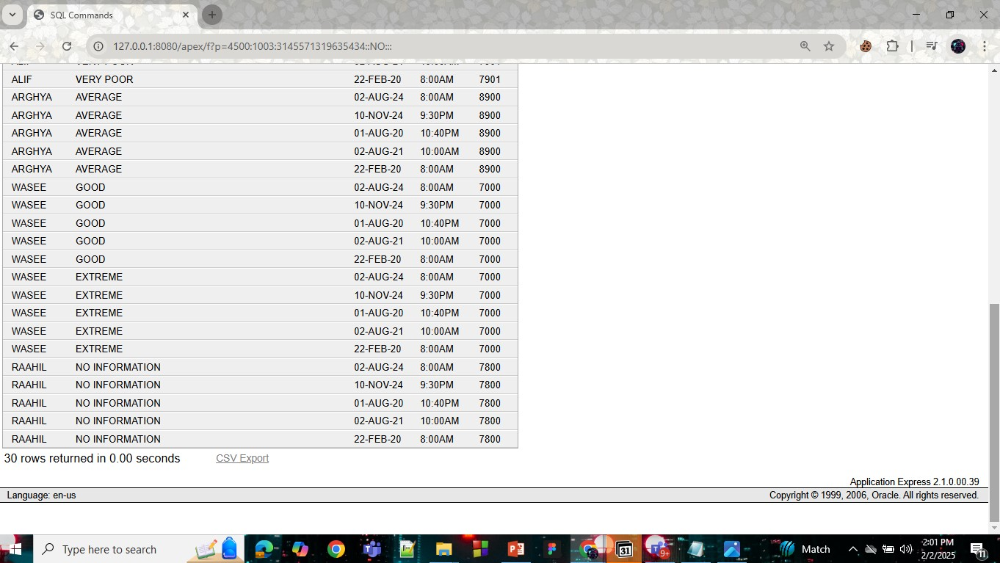 SQL Commands
127.0.0.1:8080/apex/f?p=4500:1003:3145571319635434::NO:::
ALIF VERY POOR 22-FEB-20 8:00AM 7901
ARGHYA AVERAGE 02-AUG-24 8:00AM 8900
ARGHYA AVERAGE 10-NOV-24 9:30PM 8900
ARGHYA AVERAGE 01-AUG-20 10:40PM 8900
ARGHYA AVERAGE 02-AUG-21 10:00AM 8900
ARGHYA AVERAGE 22-FEB-20 8:00AM 8900
WASEE GOOD 02-AUG-24 8:00AM 7000
WASEE GOOD 10-NOV-24 9:30PM 7000
WASEE GOOD 01-AUG-20 10:40PM 7000
WASEE GOOD 02-AUG-21 10:00AM 7000
WASEE GOOD 22-FEB-20 8:00AM 7000
WASEE EXTREME 02-AUG-24 8:00AM 7000
WASEE EXTREME 10-NOV-24 9:30PM 7000
WASEE EXTREME 01-AUG-20 10:40PM 7000
WASEE EXTREME 02-AUG-21 10:00AM 7000
WASEE EXTREME 22-FEB-20 8:00AM 7000
RAAHIL NO INFORMATION 02-AUG-24 8:00AM 7800
RAAHIL NO INFORMATION 10-NOV-24 9:30PM 7800
RAAHIL NO INFORMATION 01-AUG-20 10:40PM 7800
RAAHIL NO INFORMATION 02-AUG-21 10:00AM 7800
RAAHIL NO INFORMATION 22-FEB-20 8:00AM 7800
30 rows returned in 0.00 seconds CSV Export
Application Express 2.1.0.00.39
Language: en-us Copyright © 1999, 2006, Oracle. All rights reserved.
Type here to search 31 9+ Match 2:01 PM
2/2/2025 11